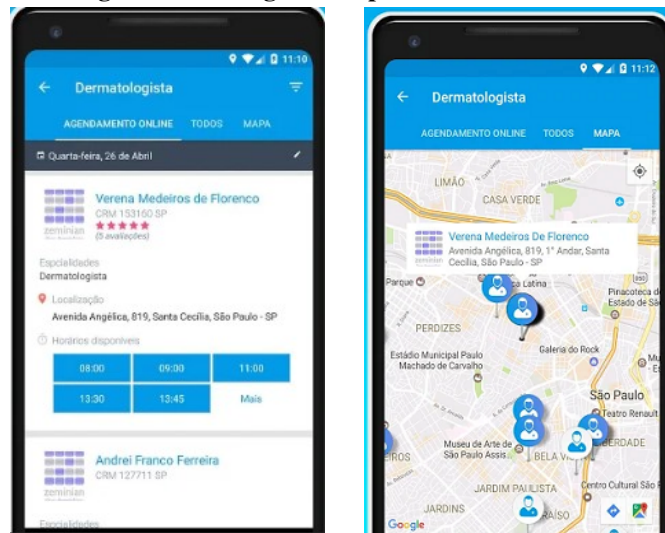 11:10
Dermatologista
AGENDAMENTO ONLINE TODOS MAPA
Quarta-feira, 26 de Abril
Verena Medeiros de Florenco
CRM 153160 SP
(5 avaliações)
zeminian
Especialidades
Dermatologista
Localização
Avenida Angélica, 819, Santa Cecília, São Paulo - SP
Horários disponíveis
08:00 09:00 11:00
13:30 13:45 Mais
Andrei Franco Ferreira
CRM 127711 SP
zeminian
Especialidades
11:12
Dermatologista
AGENDAMENTO ONLINE TODOS MAPA
LIMÃO
CASA VERDE
Verena Medeiros De Florenco
Avenida Angélica, 819, 1° Andar, Santa
Cecília, São Paulo - SP
Parque
Latina
Pinacoteca d
Estado de Sã
PERDIZES
Estádio Municipal Paulo
Machado de Carvalho
Galeria do Rock
São Paulo
Teatro Renault
Museu de Arte de
São Paulo Assis
BELA
BERDADE
JARDIM PAULISTA
Centro Cultural São
JARDINS
RAÍSO
Google